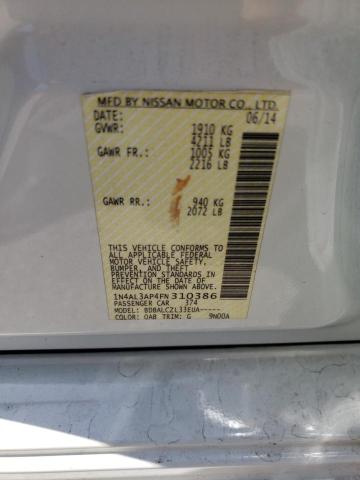 MFD BY NISSAN MOTOR CO., LTD.
DATE: 06/14
GVWR: 1910 KG
4211 LB
GAWR FR.: 1005 KG
2216 LB
GAWR RR.: 940 KG
2072 LB
THIS VEHICLE CONFORMS TO
ALL APPLICABLE FEDERAL
MOTOR VEHICLE SAFETY,
BUMPER, AND THEFT
PREVENTION STANDARDS IN
EFFECT ON THE DATE OF
MANUFACTURE SHOWN ABOVE.
1N4AL3AP4FN310386
PASSENGER CAR 374
MODEL: BDBALCZL33EUA-----
COLOR: QAB TRIM: G 9N00A